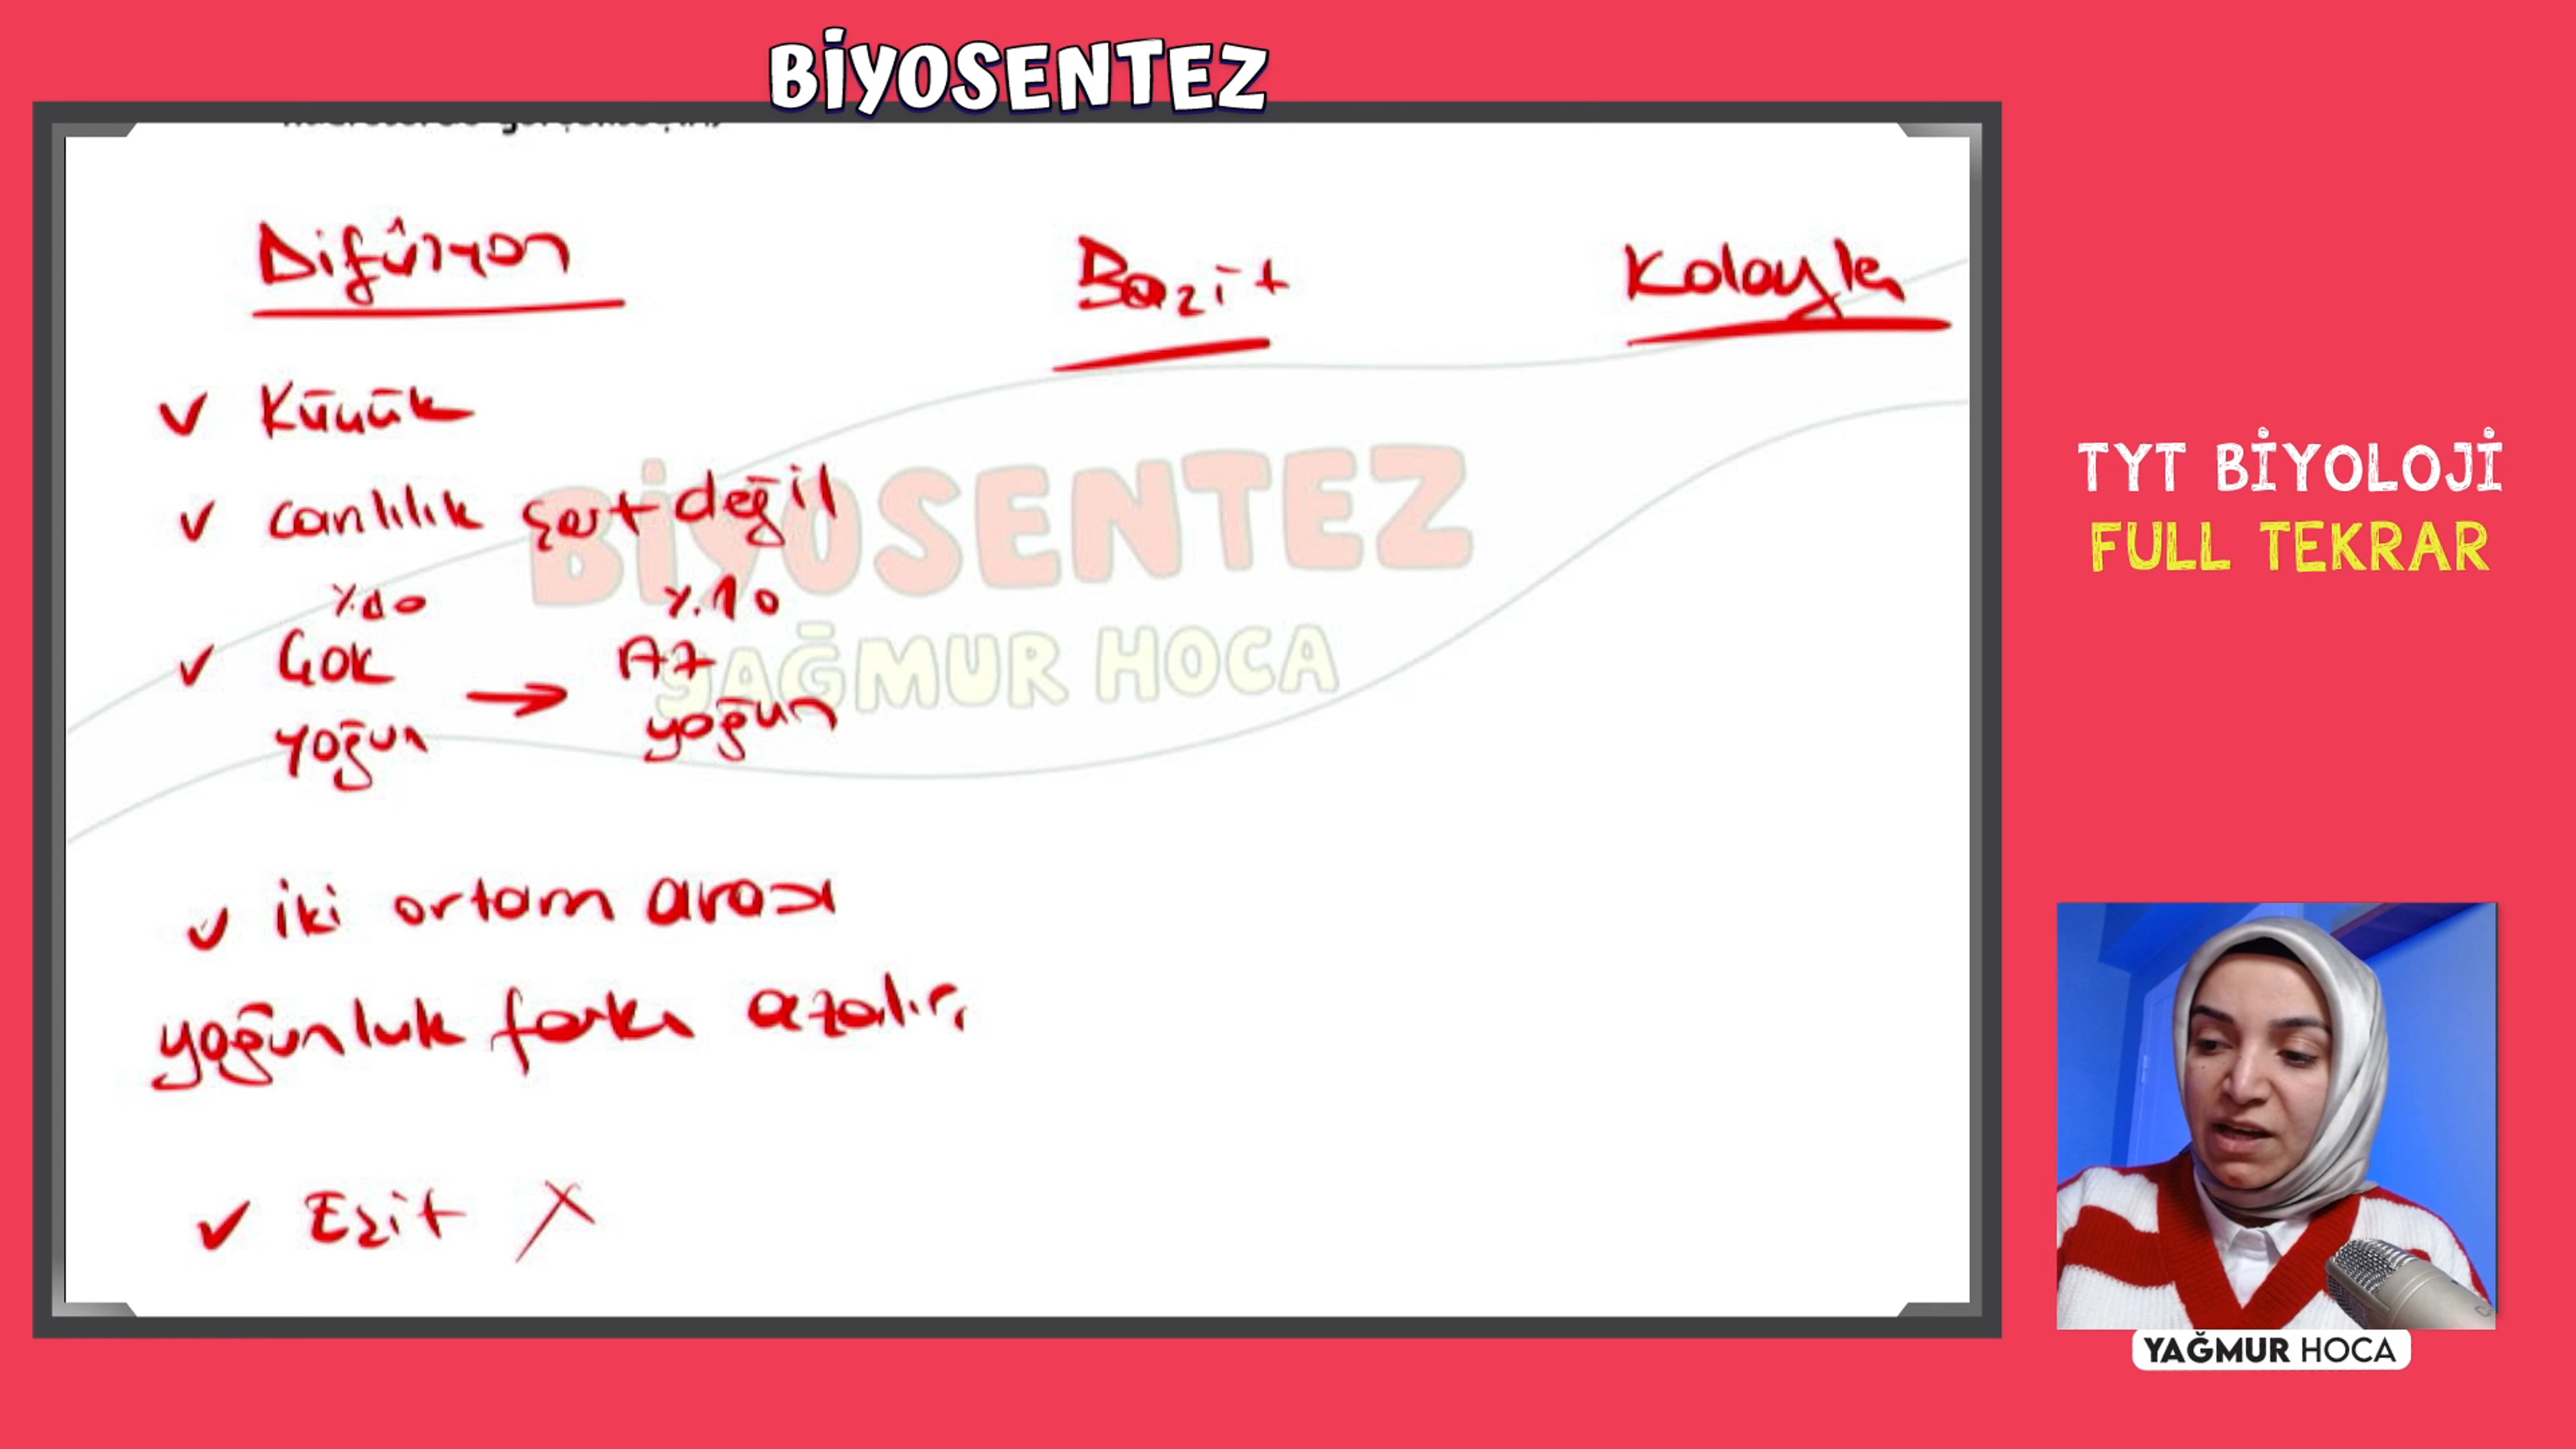 BİYOSENTEZ
Difüzyon
Basit
Kolayla
✓ Küçük
✓ canlılık şart değil
%.10
✓ Çok → Az
yoğun yoğun
✓ iki ortam arası
yoğunluk farkı azalır,
✓ Eşit X
BİYOSENTEZ
YAĞMUR HOCA
TYT BİYOLOJİ
FULL TEKRAR
YAĞMUR HOCA